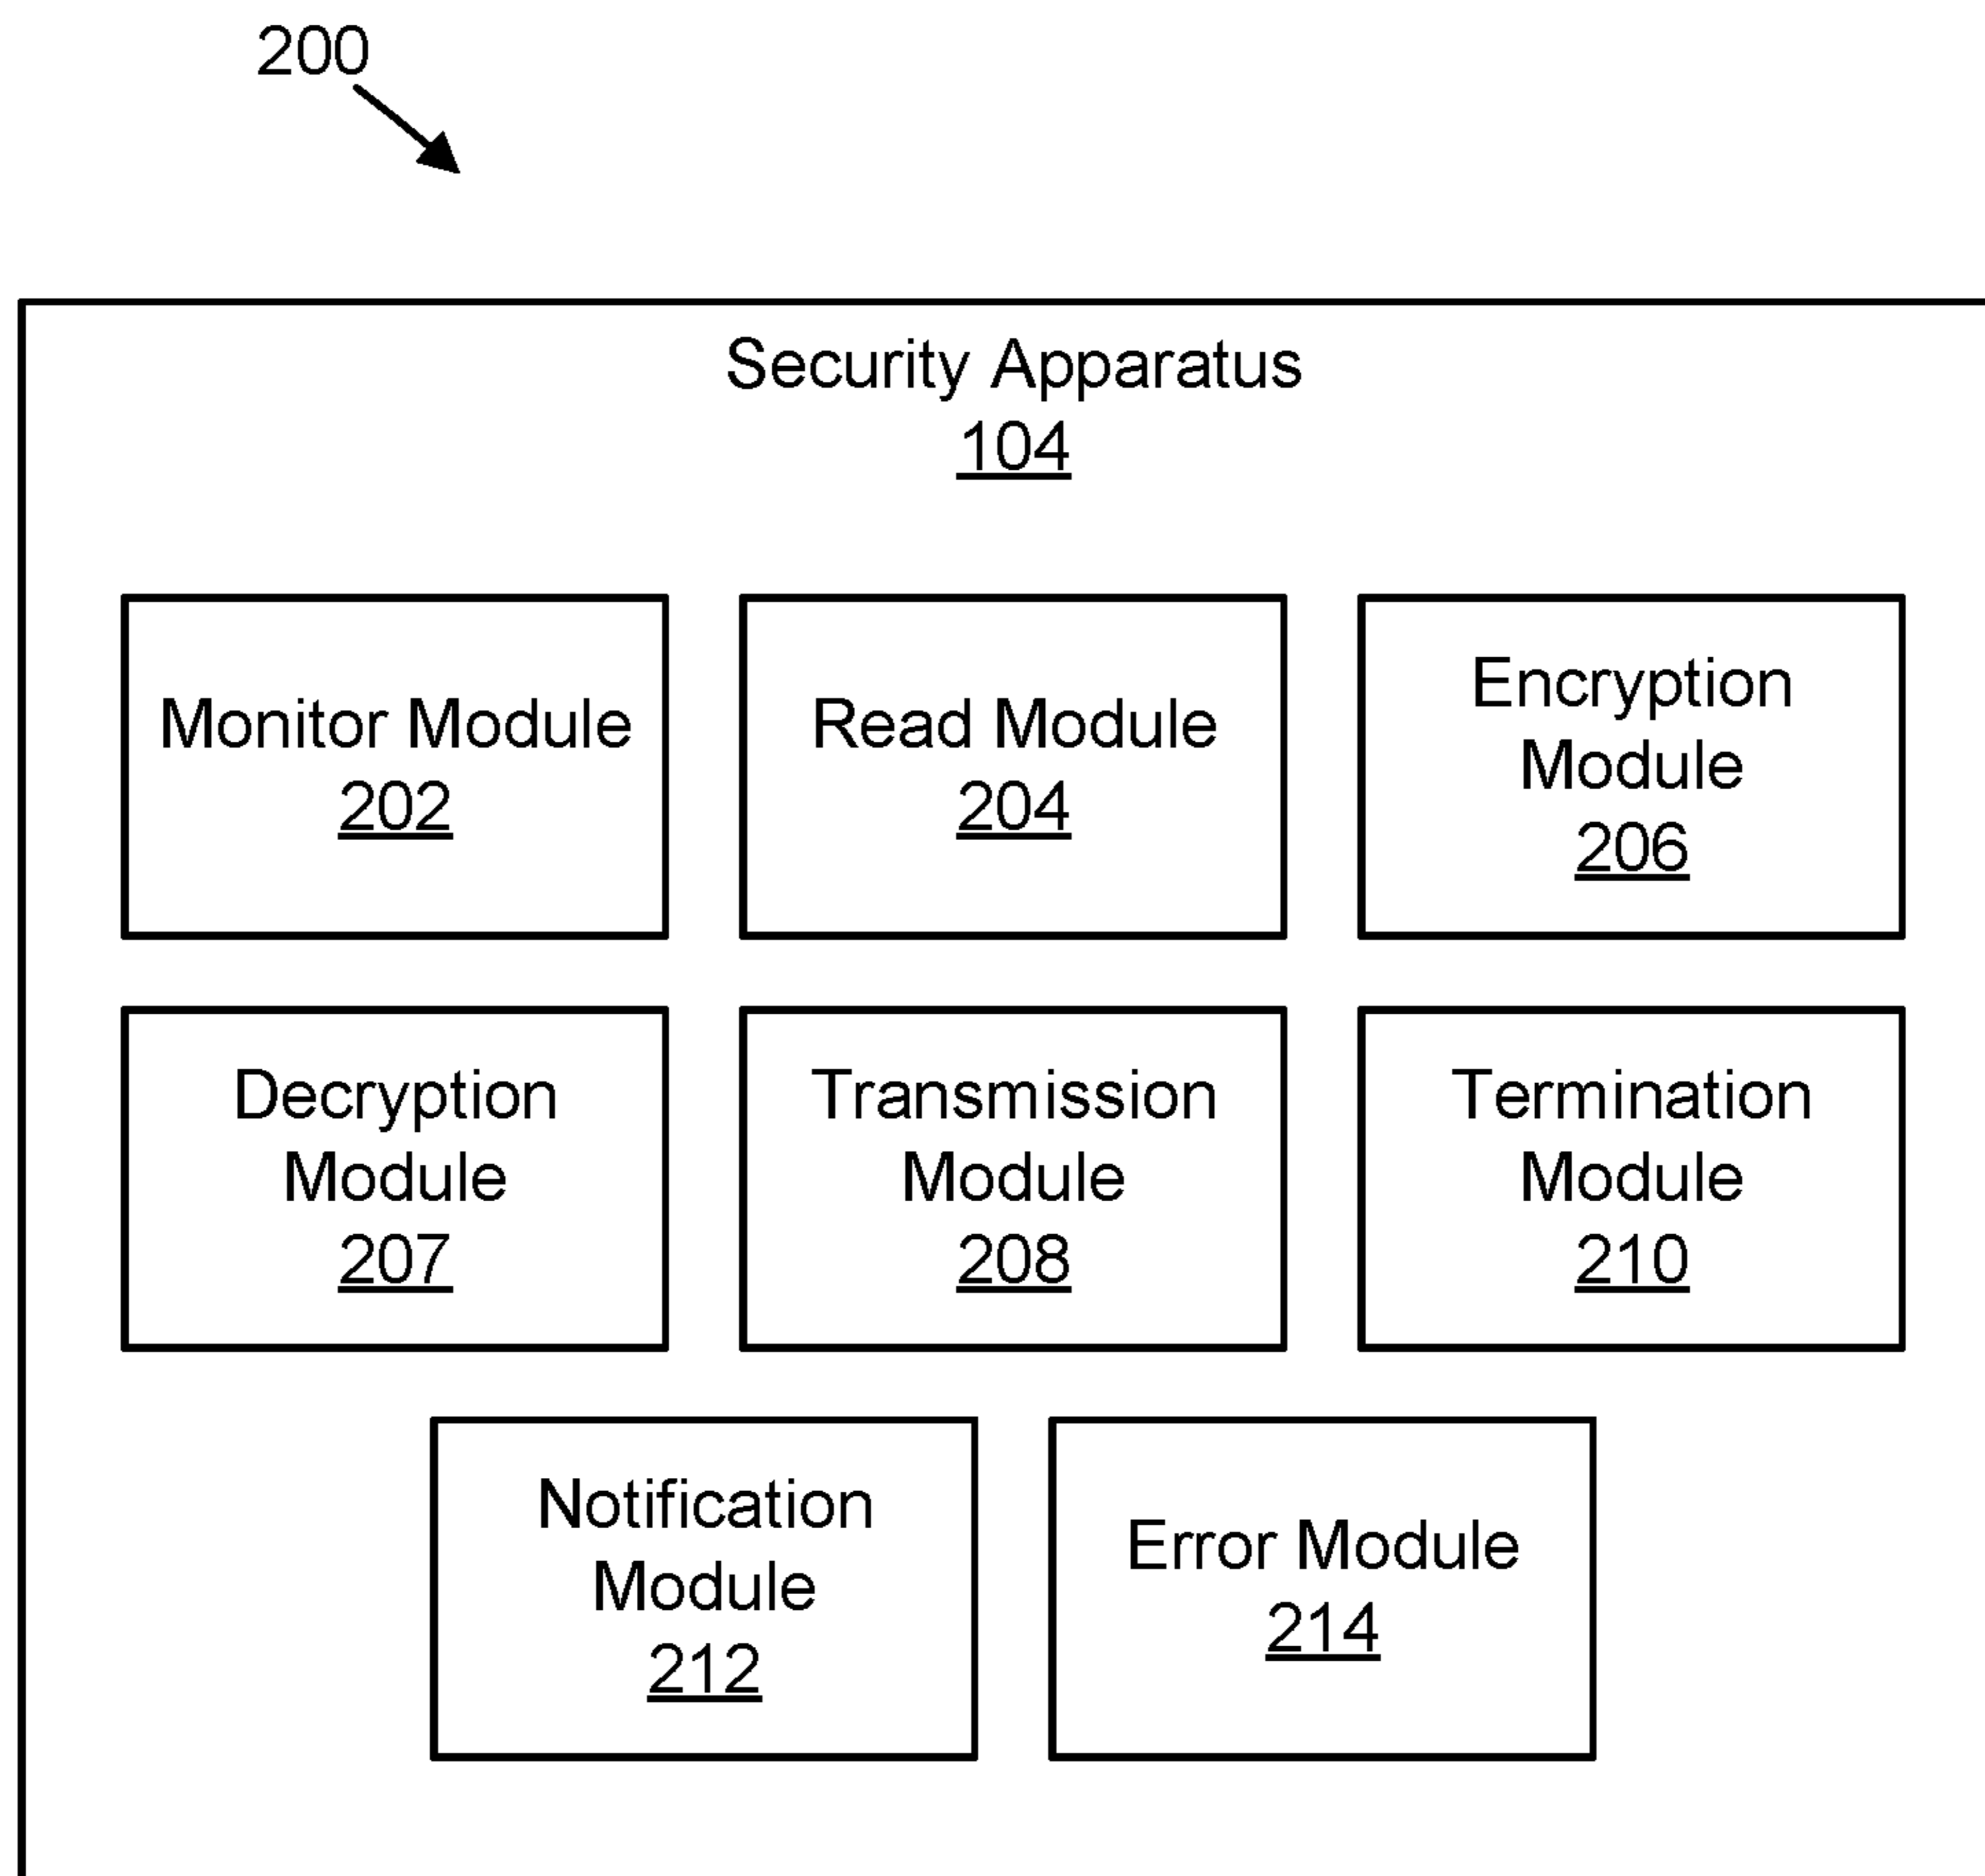 200
Security Apparatus
104
Monitor Module
202
Read Module
204
Encryption
Module
206
Decryption
Module
207
Transmission
Module
208
Termination
Module
210
Notification
Module
212
Error Module
214